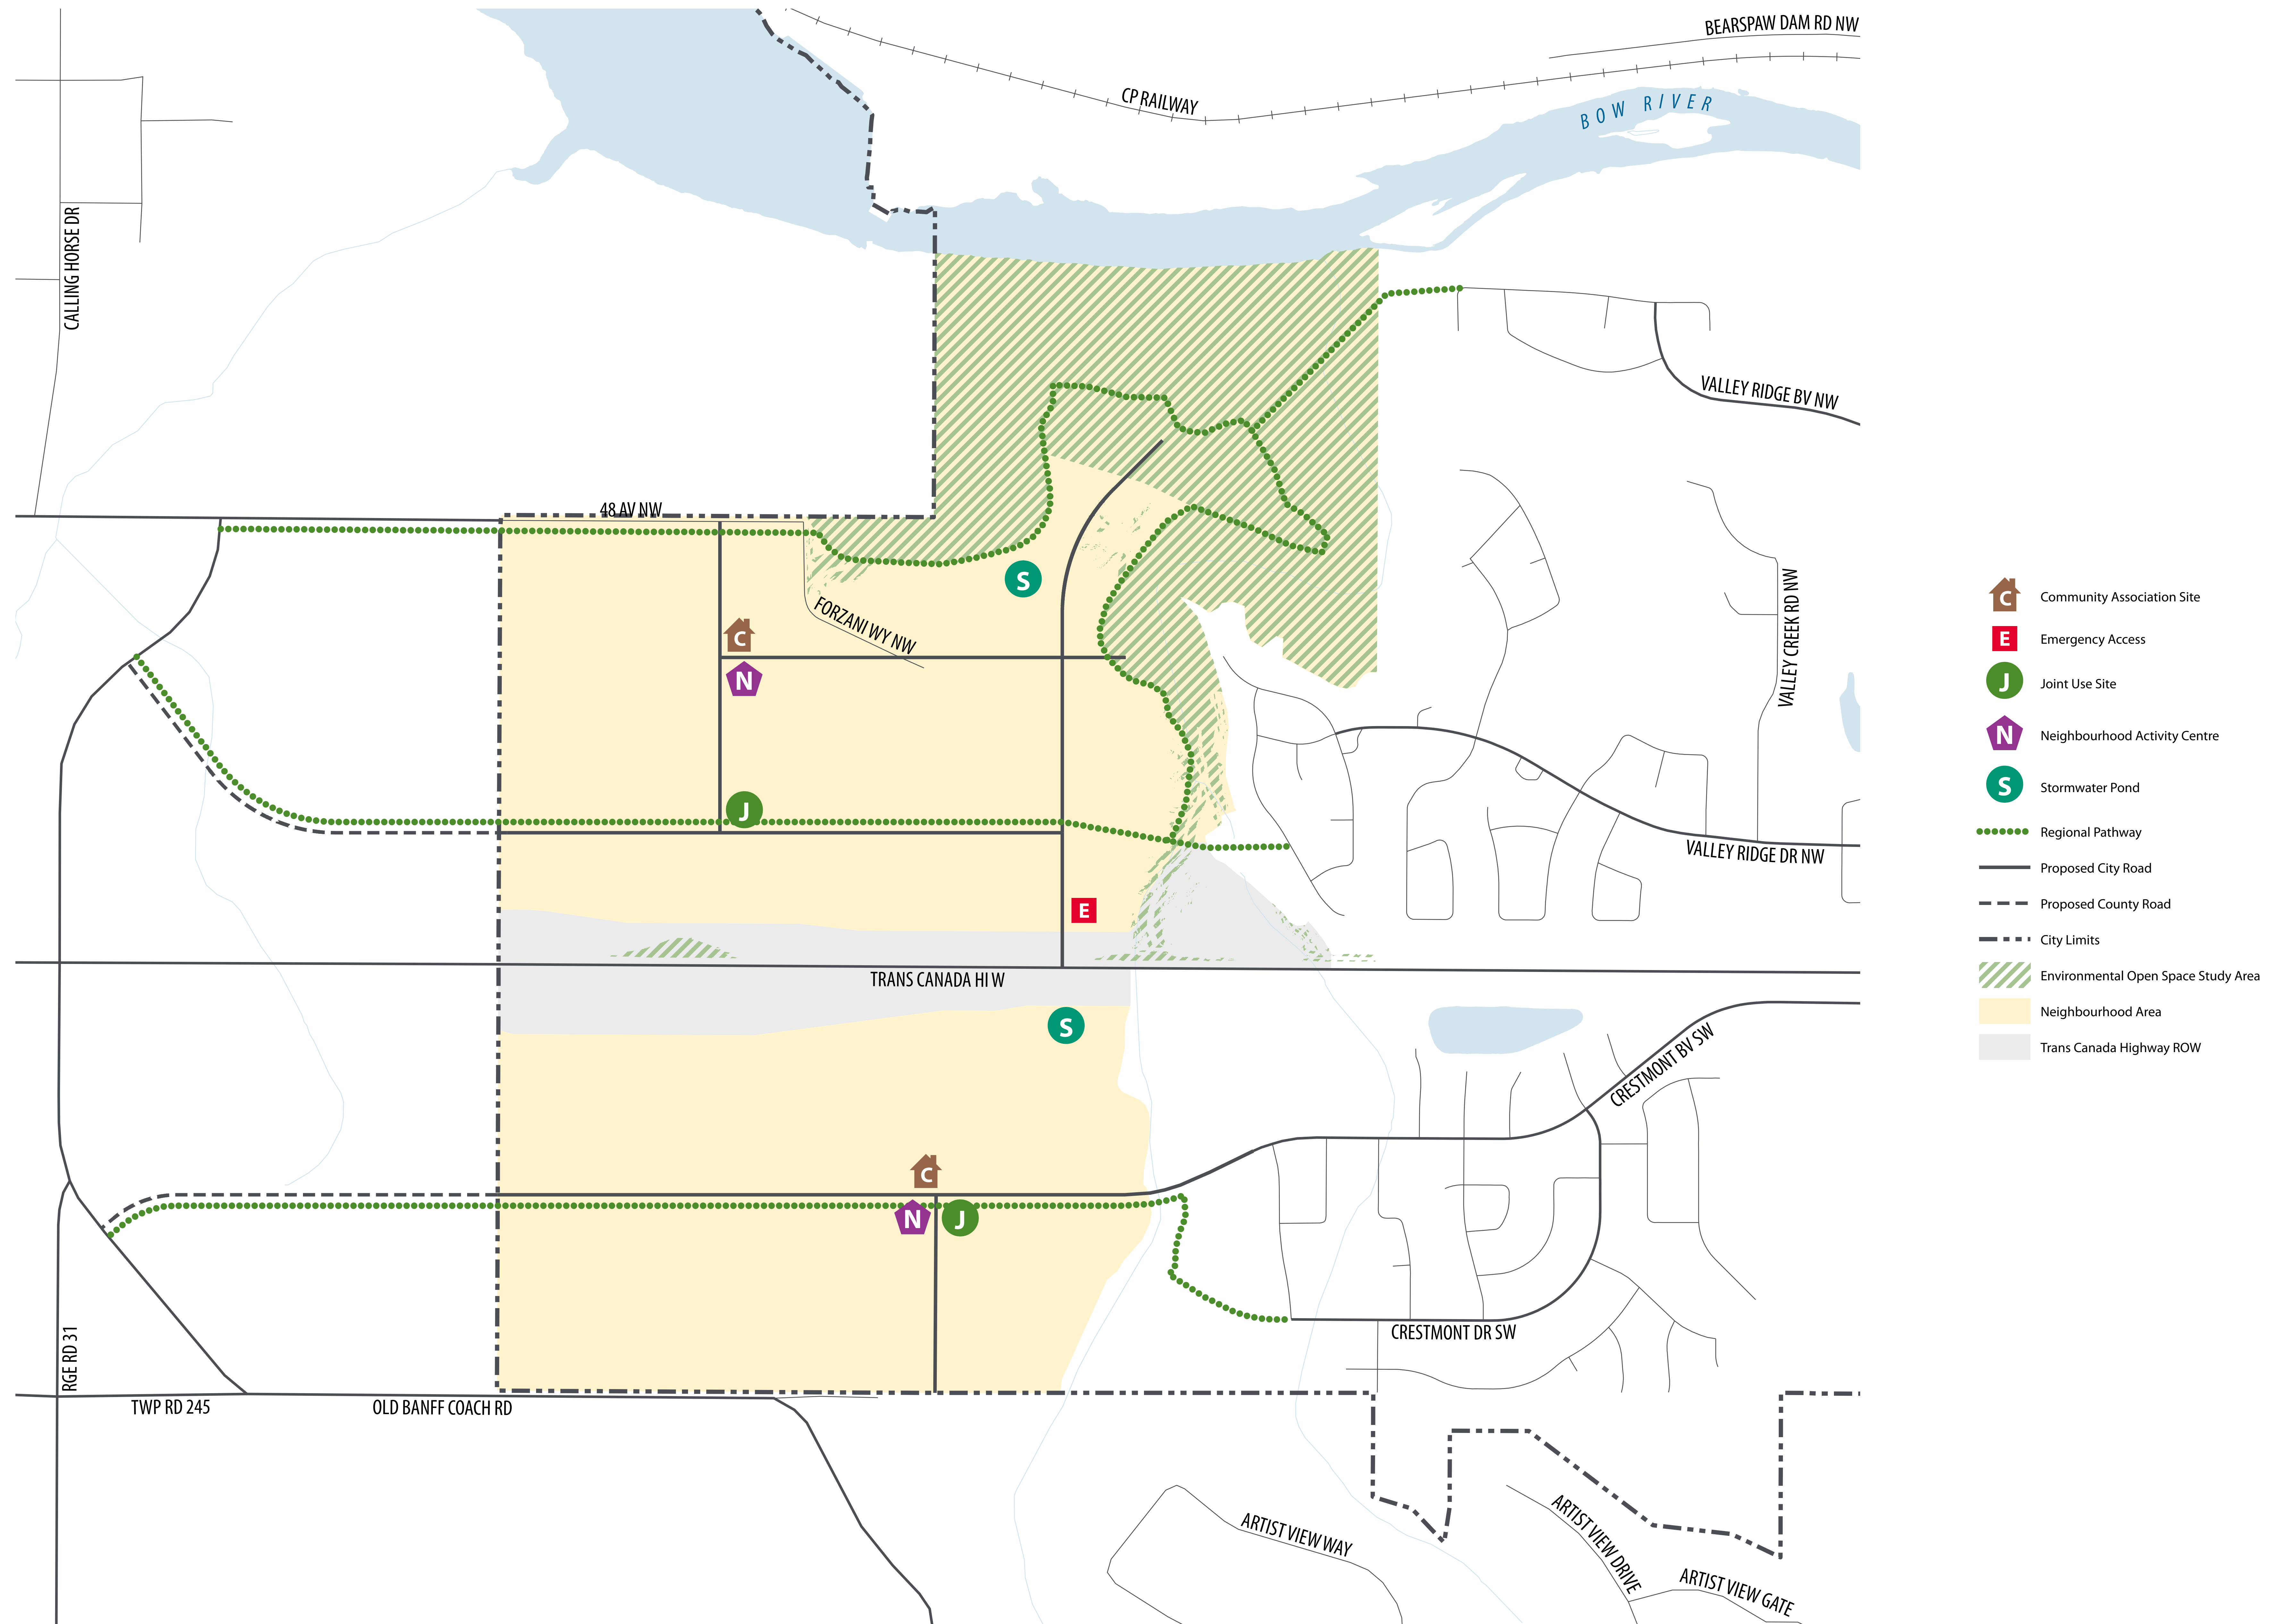 BEARSPAW DAM RD NW
CP RAILWAY
BOW RIVER
CALLING HORSE DR
VALLEY RIDGE BV NW
48 AV NW
FORZANI WY NW
VALLEY CREEK RD NW
S
C
N
J
VALLEY RIDGE DR NW
E
TRANS CANADA HI W
S
CRESTMONT BV SW
C
N
J
CRESTMONT DR SW
RGE RD 31
TWP RD 245
OLD BANFF COACH RD
ARTIST VIEW WAY
ARTIST VIEW DRIVE
ARTIST VIEW GATE
C Community Association Site
E Emergency Access
J Joint Use Site
N Neighbourhood Activity Centre
S Stormwater Pond
Regional Pathway
Proposed City Road
Proposed County Road
City Limits
Environmental Open Space Study Area
Neighbourhood Area
Trans Canada Highway ROW